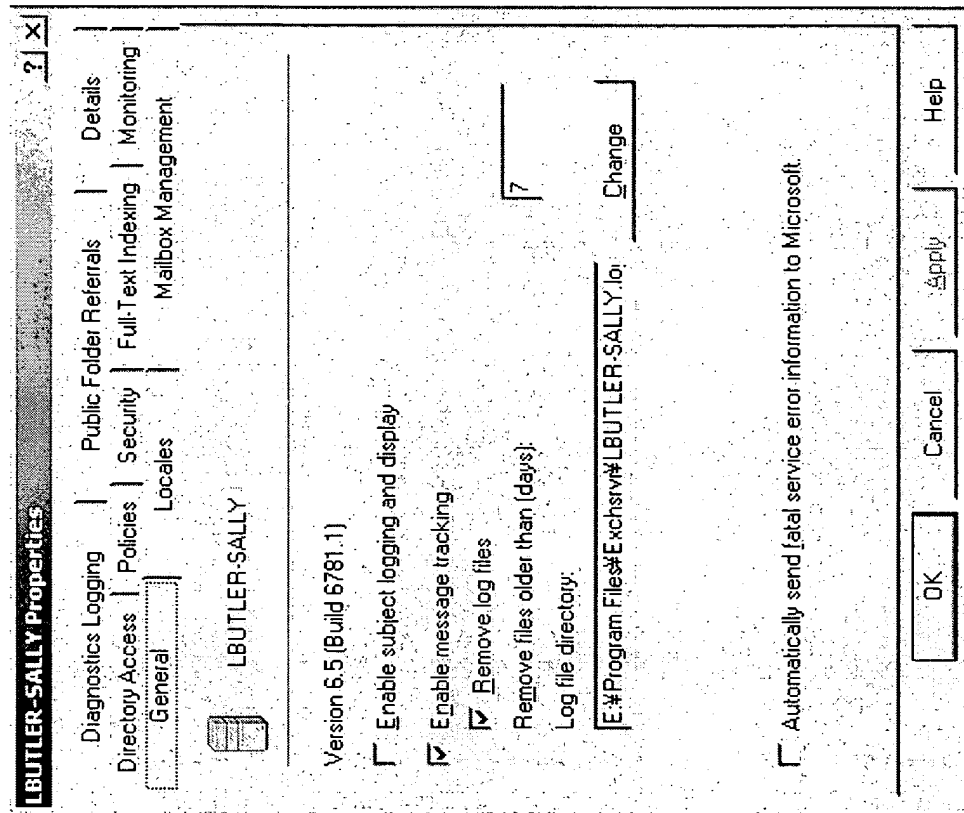 LBUTLER-SALLY Properties ? ×
Diagnostics Logging Public Folder Referrals Details
Directory Access Policies Security Full-Text Indexing Monitoring
General Locales Mailbox Management
LBUTLER-SALLY
Version 6.5 (Build 6781.1)
Enable subject logging and display
Enable message tracking
Remove log files
Remove files older than (days): 7
Log file directory:
E:¥Program Files¥Exchsrvr¥LBUTLER-SALLY.lo Change
Automatically send fatal service error information to Microsoft.
OK Cancel Apply Help